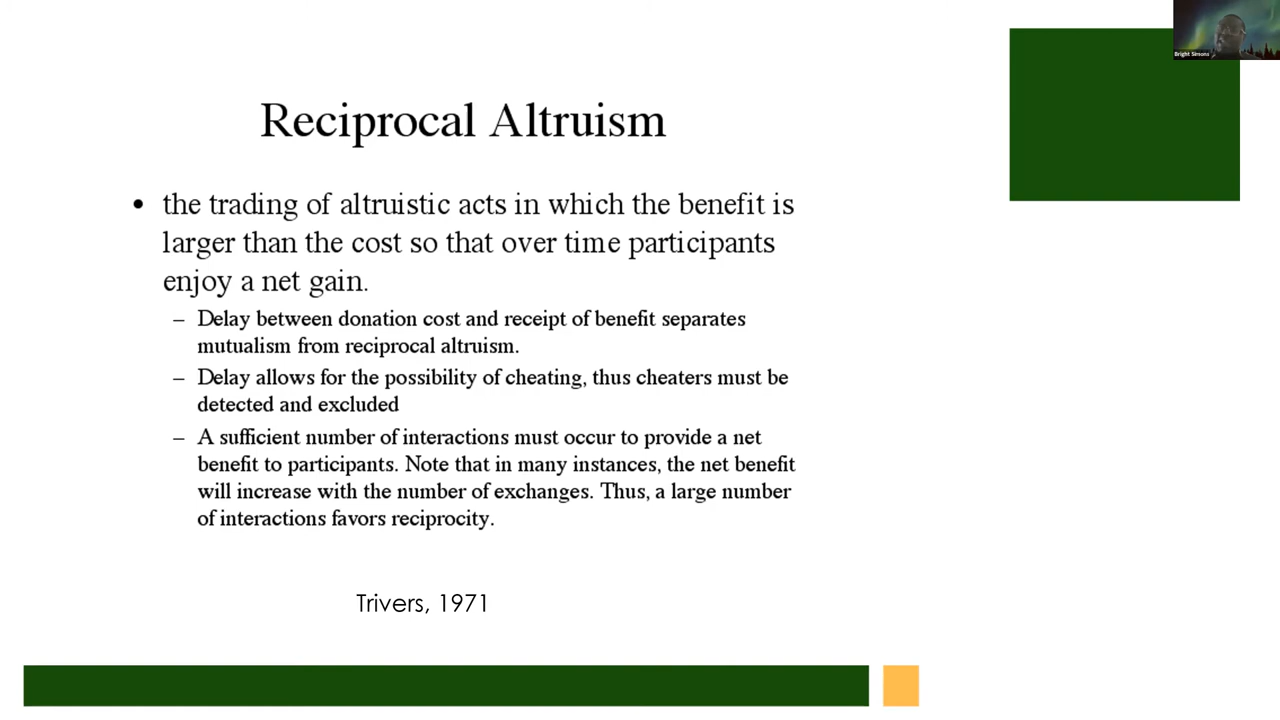 Bright Simons
Reciprocal Altruism
• the trading of altruistic acts in which the benefit is
larger than the cost so that over time participants
enjoy a net gain.
– Delay between donation cost and receipt of benefit separates
mutualism from reciprocal altruism.
– Delay allows for the possibility of cheating, thus cheaters must be
detected and excluded
– A sufficient number of interactions must occur to provide a net
benefit to participants. Note that in many instances, the net benefit
will increase with the number of exchanges. Thus, a large number
of interactions favors reciprocity.
Trivers, 1971